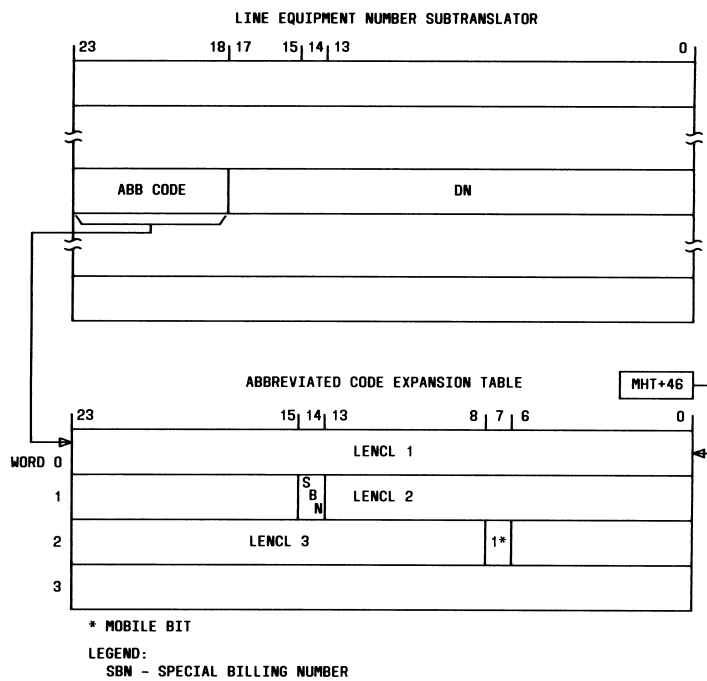 LINE EQUIPMENT NUMBER SUBTRANSLATOR
23 18 17 15 14 13 0
ABB CODE DN
ABBREVIATED CODE EXPANSION TABLE MHT+46
23 15 14 13 8 7 6 0
WORD 0 LENCL 1
1 SBN LENCL 2
2 LENCL 3 1*
3
* MOBILE BIT
LEGEND:
SBN - SPECIAL BILLING NUMBER